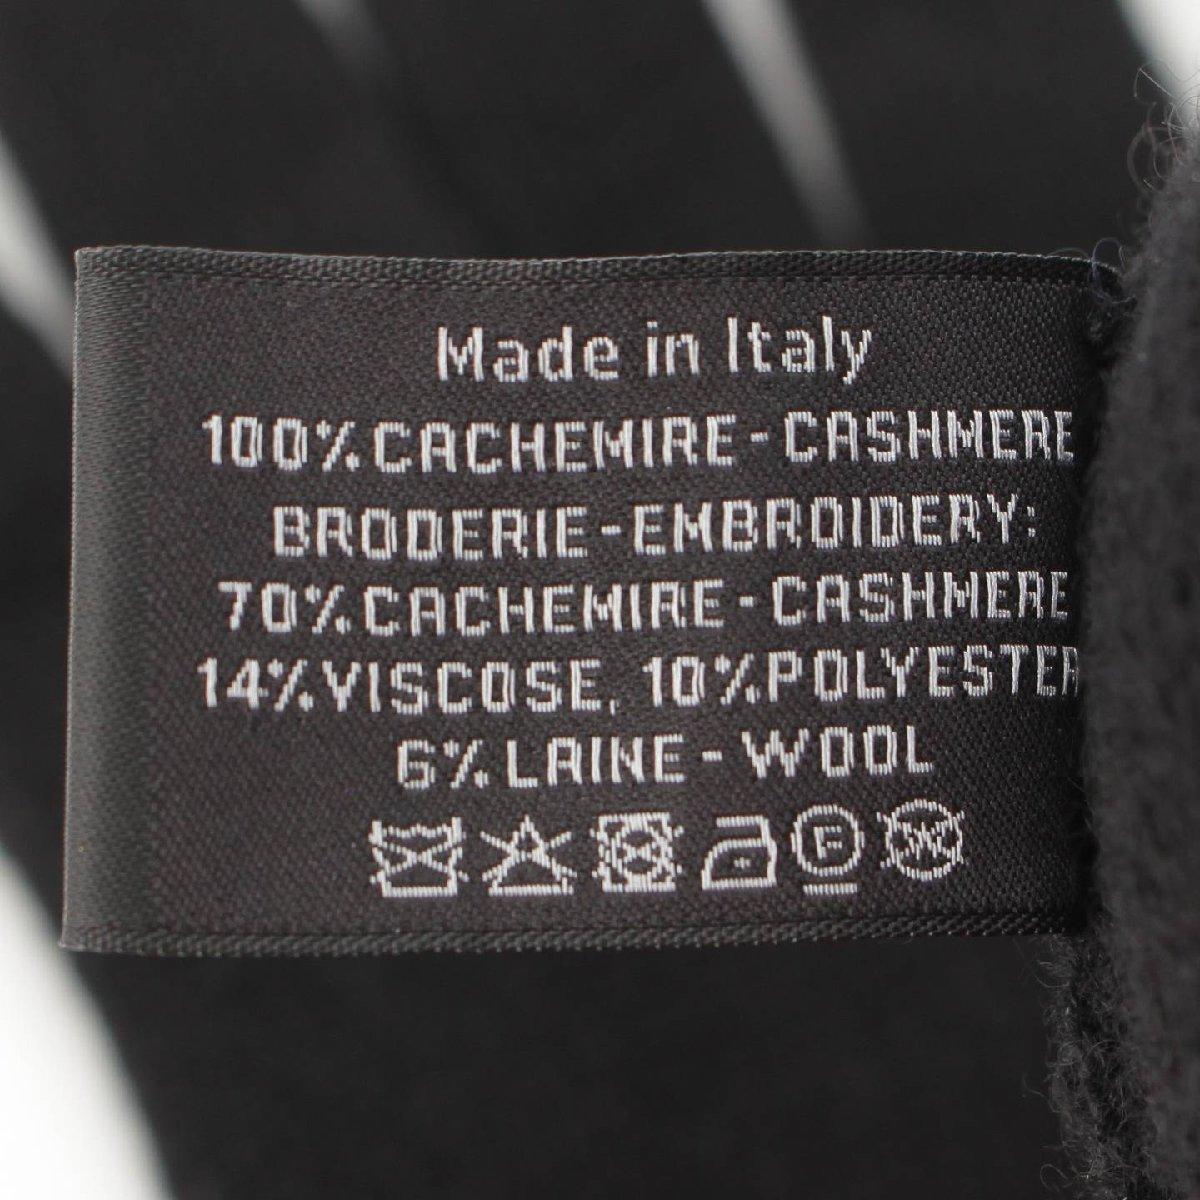 Made in Italy
100% CACHEMIRE - CASHMERE
BRODERIE - EMBROIDERY:
70% CACHEMIRE - CASHMERE
14% VISCOSE, 10% POLYESTER
6% LAINE - WOOL
F W